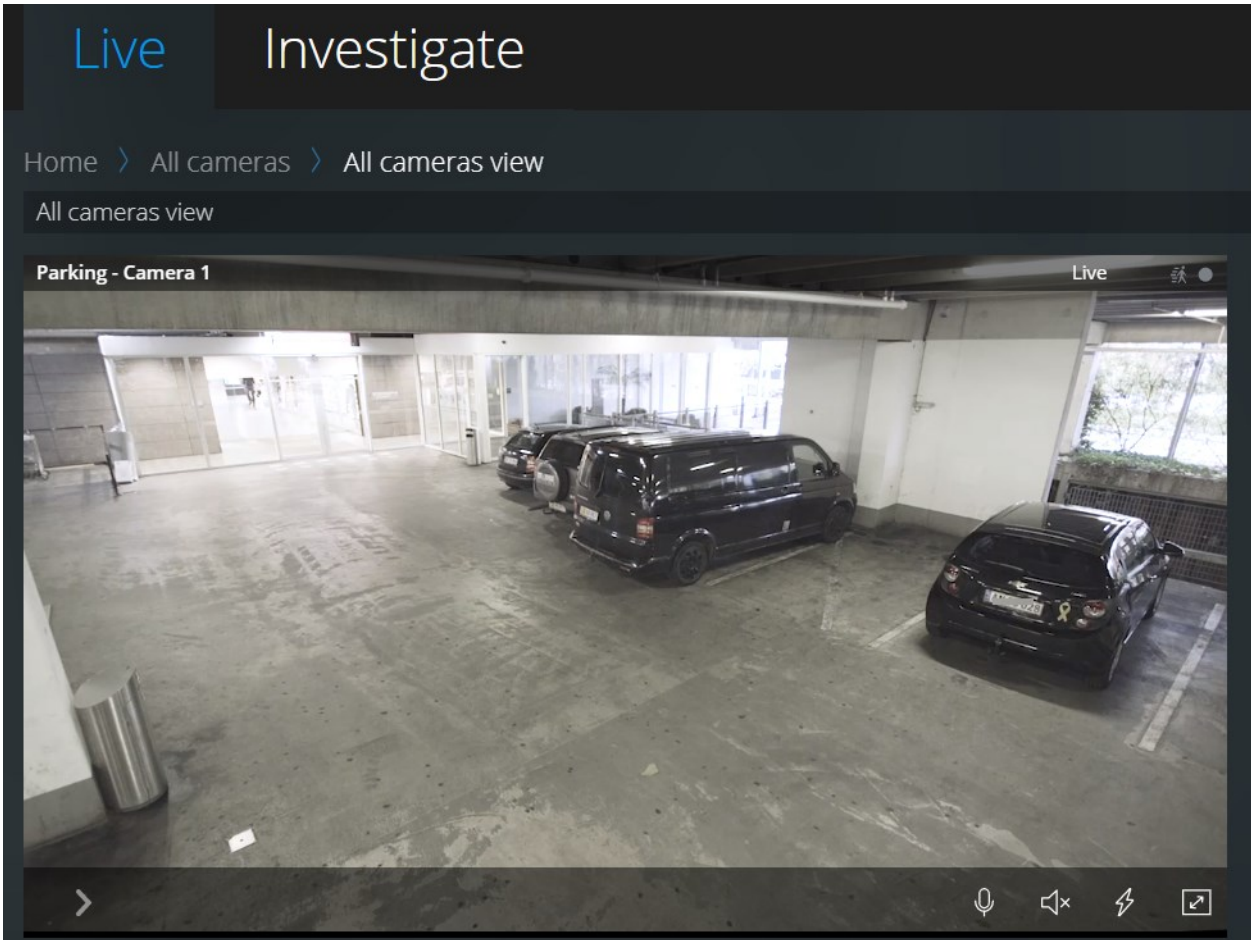 Live Investigate
Home All cameras All cameras view
All cameras view
Parking - Camera 1 Live